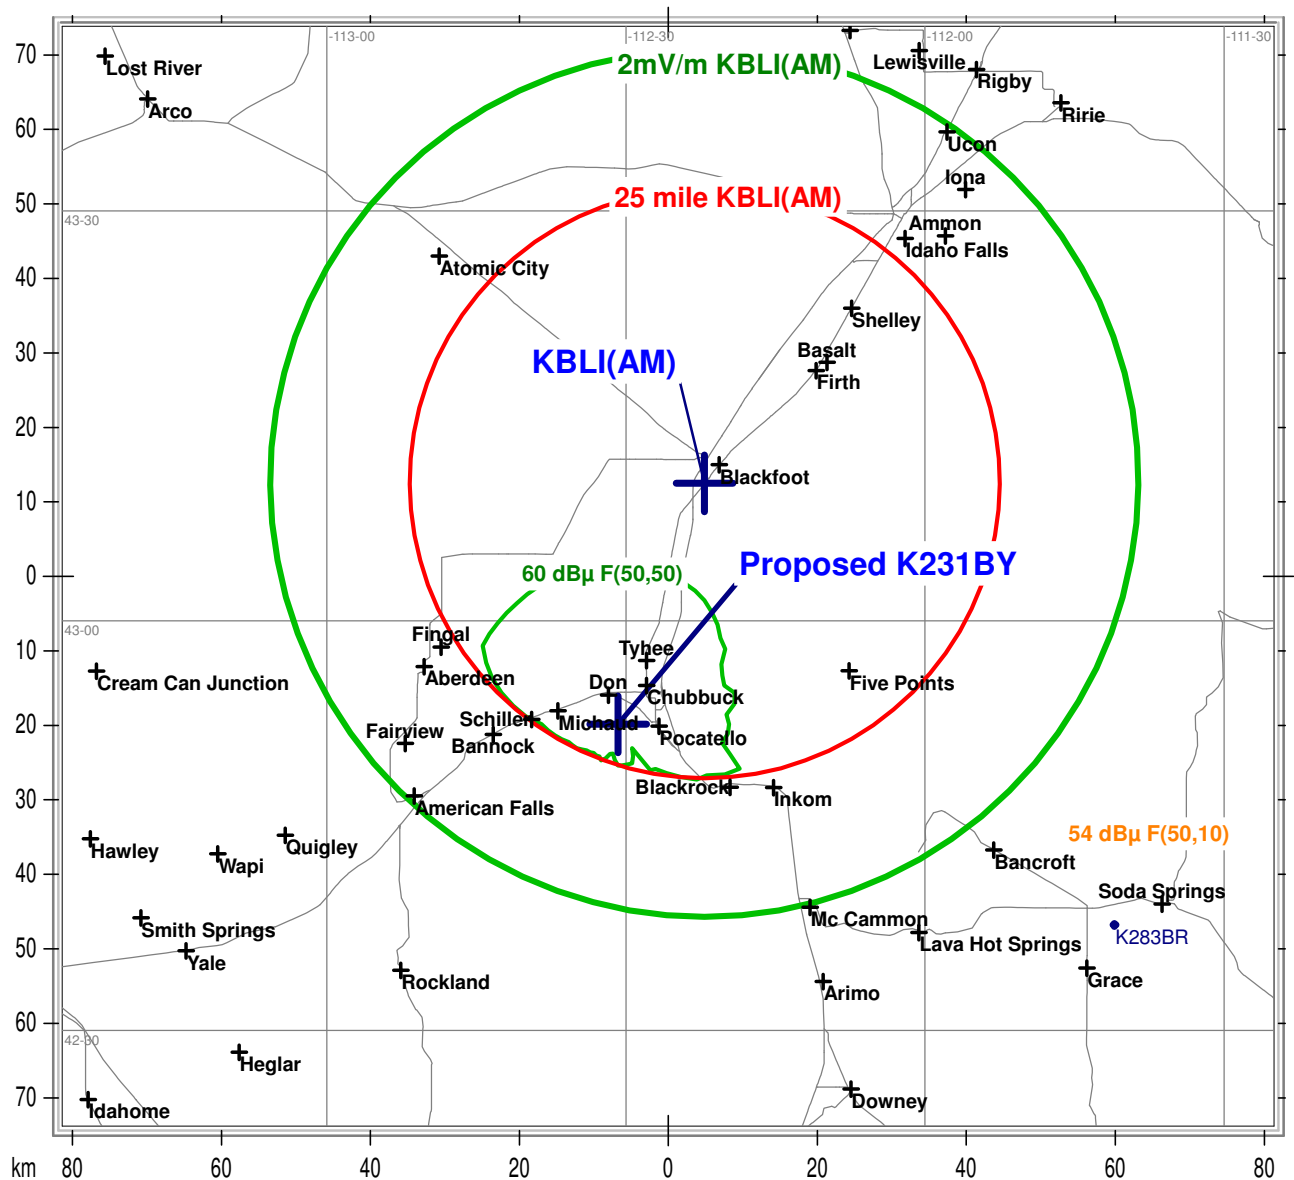 -113-00
-112-30
-112-00
-111-30
70
Lost River
2mV/m KBLI(AM)
Lewisville
Rigby
Arco
Ririe
60
Ucon
Iona
50
25 mile KBLI(AM)
43-30
Ammon
Idaho Falls
40
Atomic City
Shelley
30
KBLI(AM)
Basalt
Firth
20
Blackfoot
10
Proposed K231BY
0
60 dBµ F(50,50)
43-00
Fingal
10
Tyhee
Cream Can Junction
Aberdeen
Don
Chubbuck
Five Points
20
Fairview
Schiller
Michaud
Bannock
Pocatello
30
Blackrock
Inkom
American Falls
54 dBµ F(50,10)
Hawley
Quigley
Wapi
Bancroft
40
Soda Springs
Smith Springs
Mc Cammon
K283BR
50
Lava Hot Springs
Yale
Rockland
Grace
Arimo
60
42-30
Heglar
70
Idahome
Downey
km
80
60
40
20
0
20
40
60
80